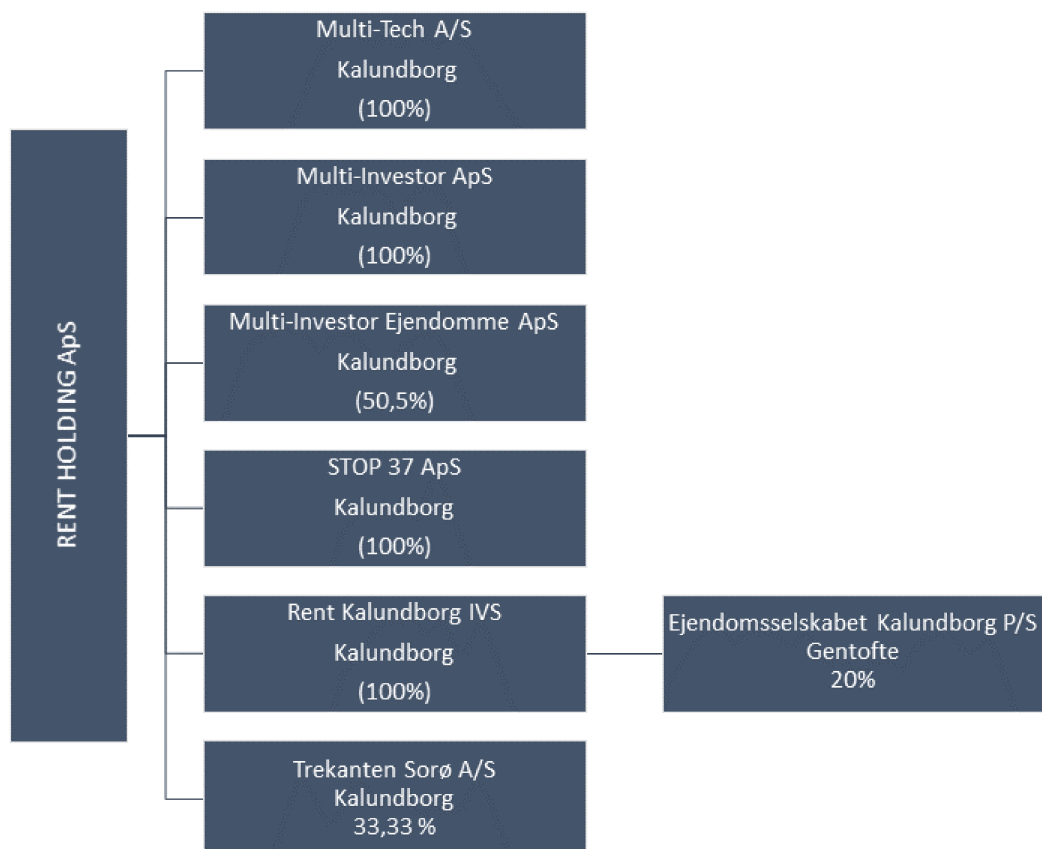 RENT HOLDING ApS
Multi-Tech A/S
Kalundborg
(100%)
Multi-Investor ApS
Kalundborg
(100%)
Multi-Investor Ejendomme ApS
Kalundborg
(50,5%)
STOP 37 ApS
Kalundborg
(100%)
Rent Kalundborg IVS
Kalundborg
(100%)
Ejendomsselskabet Kalundborg P/S
Gentofte
20%
Trekanten Sorø A/S
Kalundborg
33,33 %